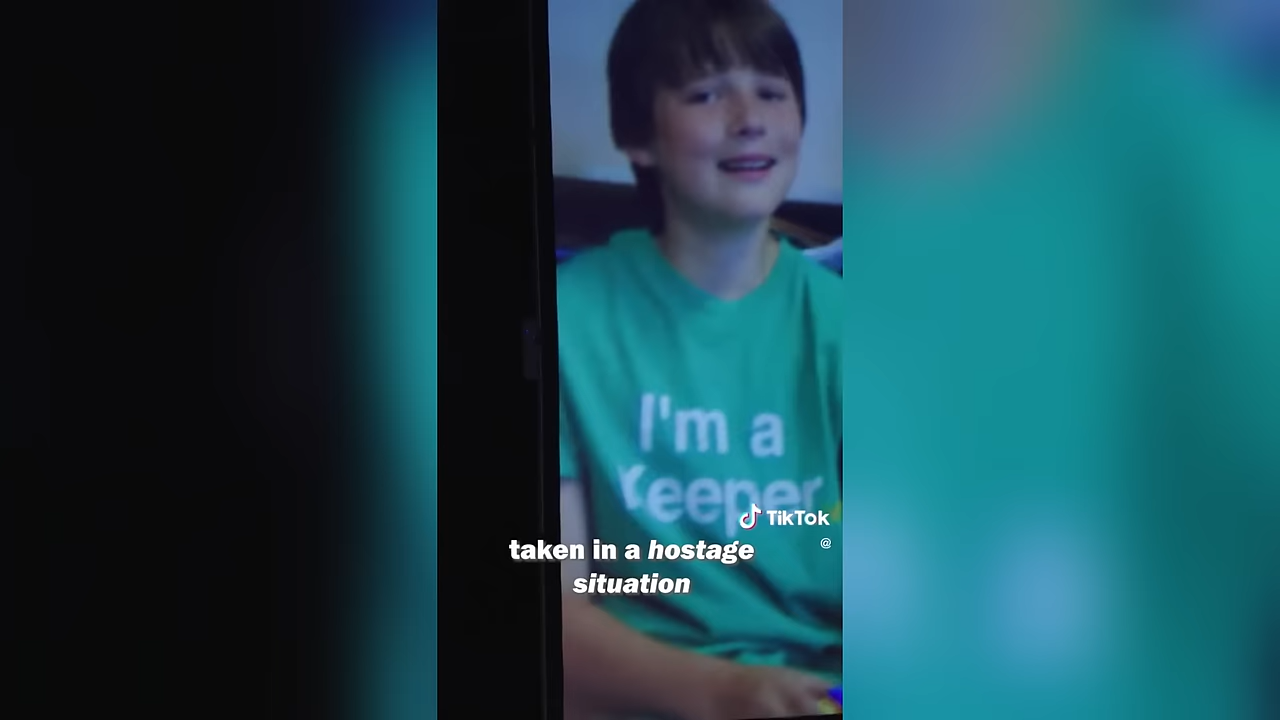 I'm a
Keeper
TikTok
@
taken in a hostage
situation